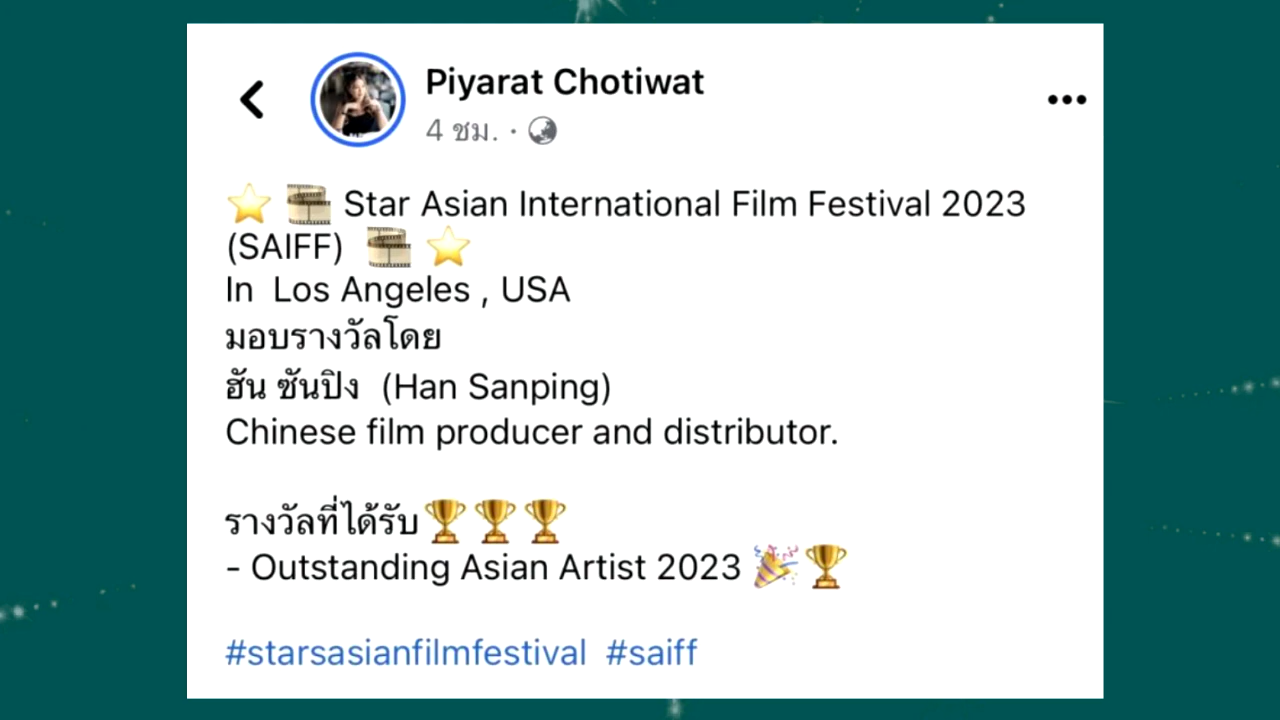 Piyarat Chotiwat
4 ชม. ·
⭐ 🎞️ Star Asian International Film Festival 2023
(SAIFF) 🎞️ ⭐
In Los Angeles , USA
มอบรางวัลโดย
ฮัน ซันปิง (Han Sanping)
Chinese film producer and distributor.
รางวัลที่ได้รับ🏆🏆🏆
- Outstanding Asian Artist 2023 🎉🏆
#starsasianfilmfestival #saiff